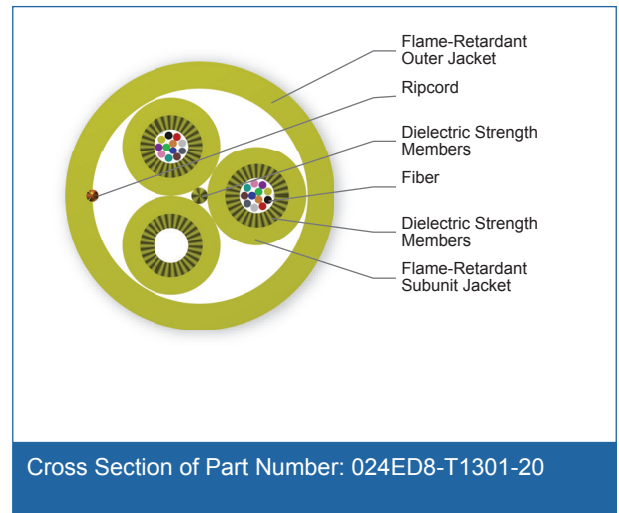 Flame-Retardant
Outer Jacket
Ripcord
Dielectric Strength
Members
Fiber
Dielectric Strength
Members
Flame-Retardant
Subunit Jacket
Cross Section of Part Number: 024ED8-T1301-20